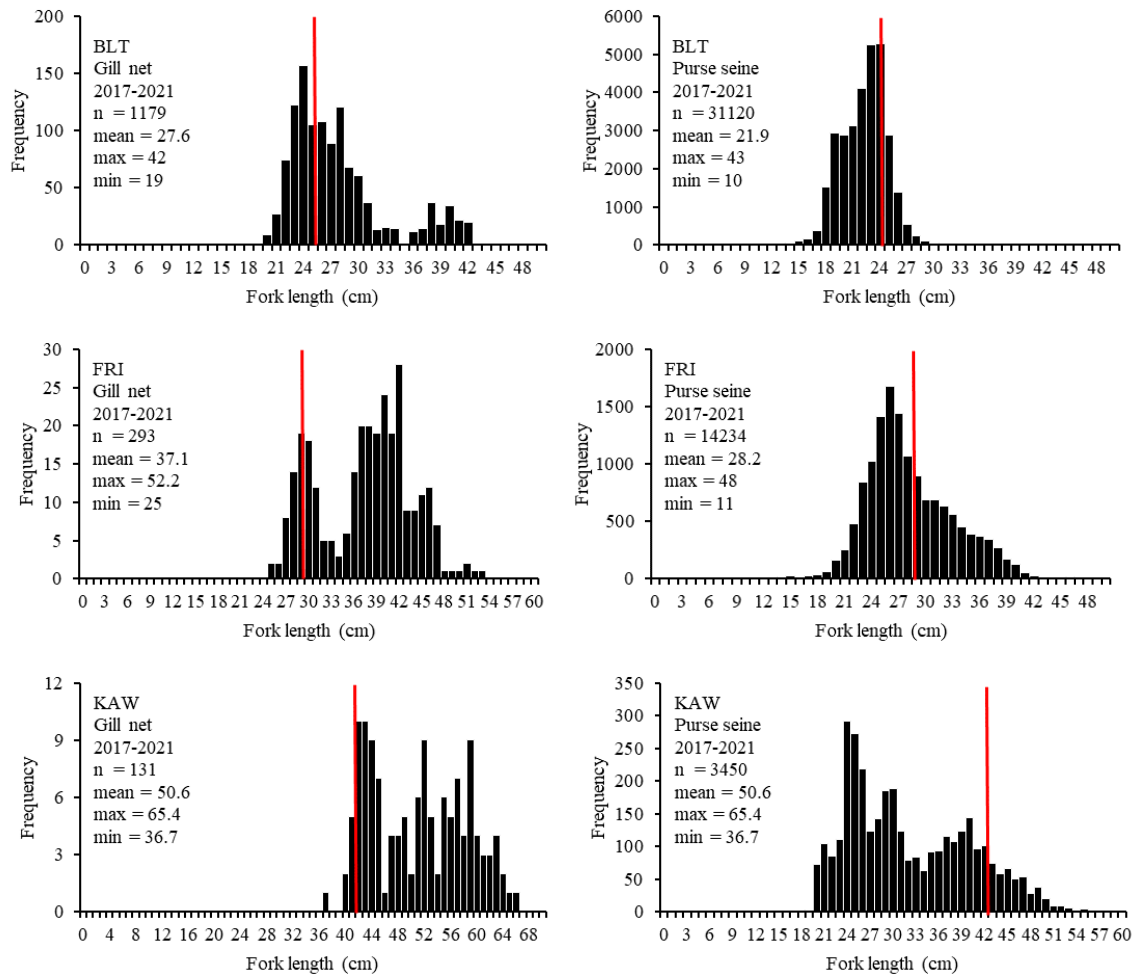 200
150
100
50
0
Frequency
BLT
Gill net
2017-2021
n = 1179
mean = 27.6
max = 42
min = 19
0 3 6 9 12 15 18 21 24 27 30 33 36 39 42 45 48
Fork length (cm)
6000
5000
4000
3000
2000
1000
0
Frequency
BLT
Purse seine
2017-2021
n = 31120
mean = 21.9
max = 43
min = 10
0 3 6 9 12 15 18 21 24 27 30 33 36 39 42 45 48
Fork length (cm)
30
25
20
15
10
5
0
Frequency
FRI
Gill net
2017-2021
n = 293
mean = 37.1
max = 52.2
min = 25
0 3 6 9 12 15 18 21 24 27 30 33 36 39 42 45 48 51 54 57 60
Fork length (cm)
2000
1500
1000
500
0
Frequency
FRI
Purse seine
2017-2021
n = 14234
mean = 28.2
max = 48
min = 11
0 3 6 9 12 15 18 21 24 27 30 33 36 39 42 45 48
Fork length (cm)
12
9
6
3
0
Frequency
KAW
Gill net
2017-2021
n = 131
mean = 50.6
max = 65.4
min = 36.7
0 4 8 12 16 20 24 28 32 36 40 44 48 52 56 60 64 68
Fork length (cm)
350
300
250
200
150
100
50
0
Frequency
KAW
Purse seine
2017-2021
n = 3450
mean = 50.6
max = 65.4
min = 36.7
0 3 6 9 12 15 18 21 24 27 30 33 36 39 42 45 48 51 54 57 60
Fork length (cm)